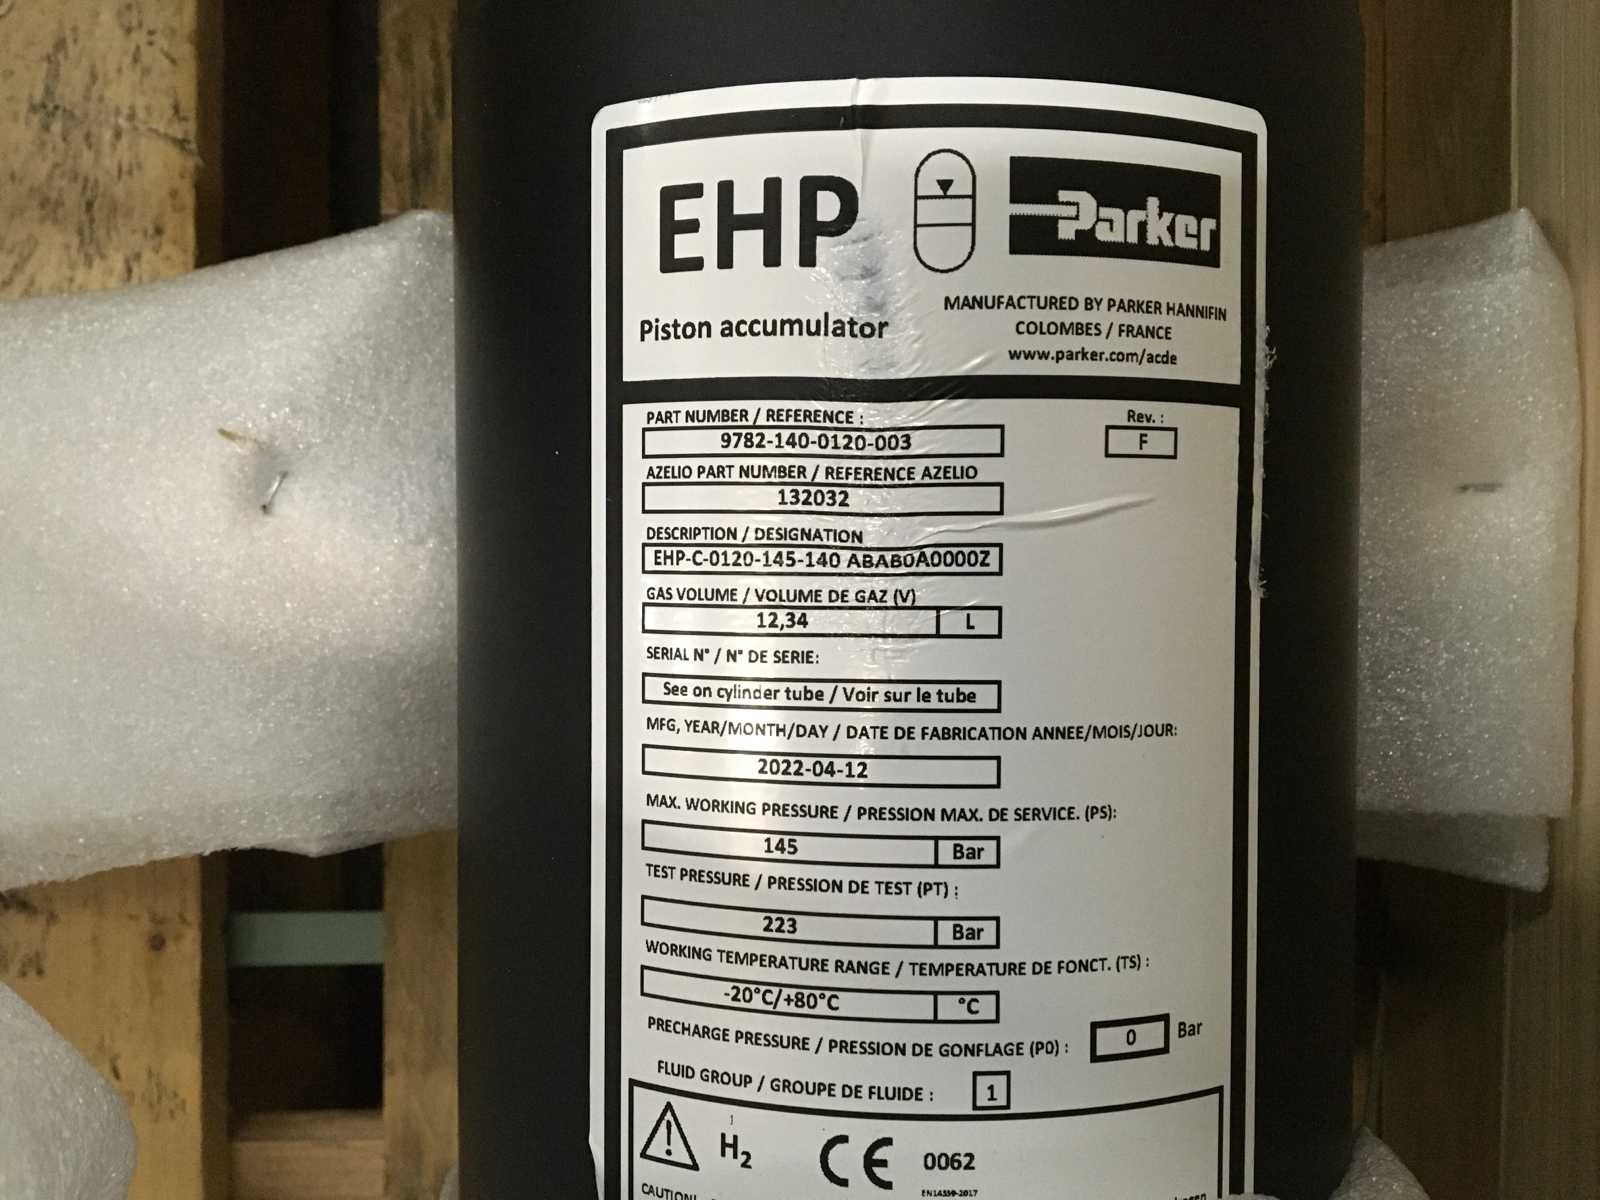 EHP
Parker
Piston accumulator
MANUFACTURED BY PARKER HANNIFIN
COLOMBES / FRANCE
www.parker.com/acde
PART NUMBER / REFERENCE :
Rev. :
9782-140-0120-003
F
AZELIO PART NUMBER / REFERENCE AZELIO
132032
DESCRIPTION / DESIGNATION
EHP-C-0120-145-140 ABAB0A0000Z
GAS VOLUME / VOLUME DE GAZ (V)
12,34 L
SERIAL N° / N° DE SERIE:
See on cylinder tube / Voir sur le tube
MFG, YEAR/MONTH/DAY / DATE DE FABRICATION ANNEE/MOIS/JOUR:
2022-04-12
MAX. WORKING PRESSURE / PRESSION MAX. DE SERVICE. (PS):
145 Bar
TEST PRESSURE / PRESSION DE TEST (PT) :
223 Bar
WORKING TEMPERATURE RANGE / TEMPERATURE DE FONCT. (TS) :
-20°C/+80°C °C
PRECHARGE PRESSURE / PRESSION DE GONFLAGE (P0) : 0 Bar
FLUID GROUP / GROUPE DE FLUIDE : 1
H2 CE 0062
EN14359-2017
CAUTION!